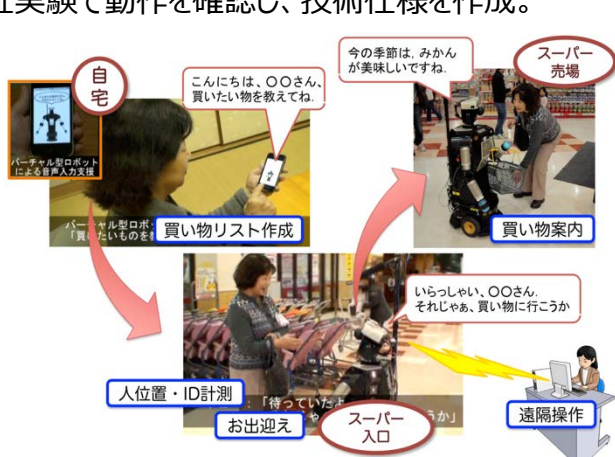 社実験で動作を確認し、技術仕様を作成。
自
宅
こんにちは、〇〇さん、
買いたい物を教えてね.
今の季節は, みかん
が美味しいですね.
スーパー
売場
バーチャル型ロボット
による音声入力支援
買い物リスト作成
買い物案内
いらっしゃい、〇〇さん.
それじゃぁ、買い物に行こうか
人位置・ID計測
お出迎え
スーパー
入口
遠隔操作